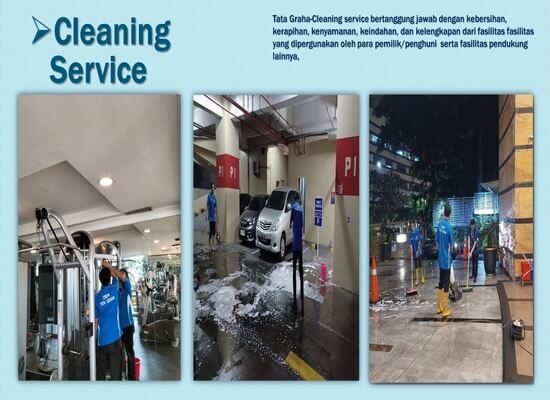 Cleaning
Service
Tata Graha-Cleaning service bertanggung jawab dengan kebersihan,
kerapihan, kenyamanan, keindahan, dan kelengkapan dari fasilitas fasilitas
yang dipergunakan oleh para pemilik/penghuni serta fasilitas pendukung
lainnya,
P1
P1
P1